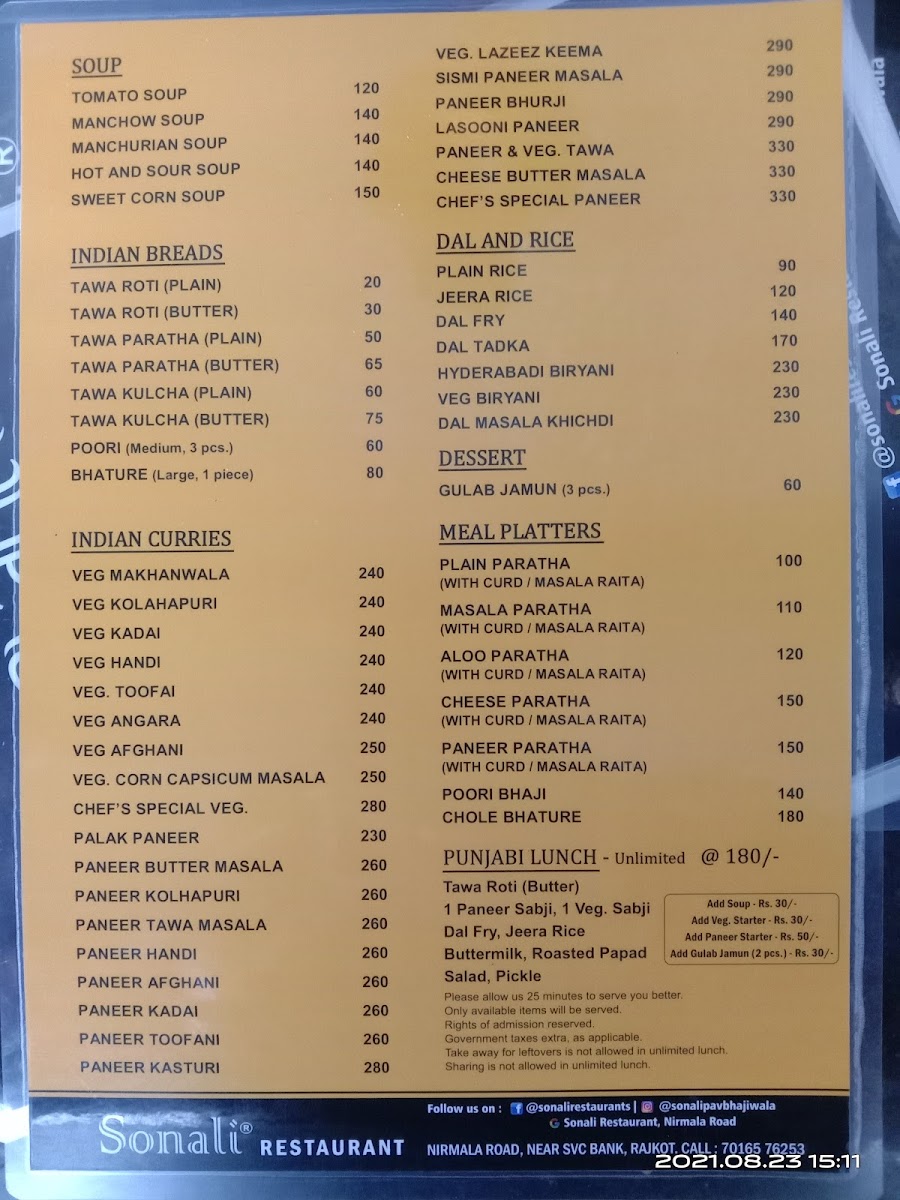 SOUP
TOMATO SOUP 120
MANCHOW SOUP 140
MANCHURIAN SOUP 140
HOT AND SOUR SOUP 140
SWEET CORN SOUP 150
INDIAN BREADS
TAWA ROTI (PLAIN) 20
TAWA ROTI (BUTTER) 30
TAWA PARATHA (PLAIN) 50
TAWA PARATHA (BUTTER) 65
TAWA KULCHA (PLAIN) 60
TAWA KULCHA (BUTTER) 75
POORI (Medium, 3 pcs.) 60
BHATURE (Large, 1 piece) 80
INDIAN CURRIES
VEG MAKHANWALA 240
VEG KOLAHAPURI 240
VEG KADAI 240
VEG HANDI 240
VEG. TOOFAI 240
VEG ANGARA 240
VEG AFGHANI 250
VEG. CORN CAPSICUM MASALA 250
CHEF'S SPECIAL VEG. 280
PALAK PANEER 230
PANEER BUTTER MASALA 260
PANEER KOLHAPURI 260
PANEER TAWA MASALA 260
PANEER HANDI 260
PANEER AFGHANI 260
PANEER KADAI 260
PANEER TOOFANI 260
PANEER KASTURI 280
VEG. LAZEEZ KEEMA 290
SISMI PANEER MASALA 290
PANEER BHURJI 290
LASOONI PANEER 290
PANEER & VEG. TAWA 330
CHEESE BUTTER MASALA 330
CHEF'S SPECIAL PANEER 330
DAL AND RICE
PLAIN RICE 90
JEERA RICE 120
DAL FRY 140
DAL TADKA 170
HYDERABADI BIRYANI 230
VEG BIRYANI 230
DAL MASALA KHICHDI 230
DESSERT
GULAB JAMUN (3 pcs.) 60
MEAL PLATTERS
PLAIN PARATHA 100
(WITH CURD / MASALA RAITA)
MASALA PARATHA 110
(WITH CURD / MASALA RAITA)
ALOO PARATHA 120
(WITH CURD / MASALA RAITA)
CHEESE PARATHA 150
(WITH CURD / MASALA RAITA)
PANEER PARATHA 150
(WITH CURD / MASALA RAITA)
POORI BHAJI 140
CHOLE BHATURE 180
PUNJABI LUNCH - Unlimited @ 180/-
Tawa Roti (Butter)
1 Paneer Sabji, 1 Veg. Sabji
Dal Fry, Jeera Rice
Buttermilk, Roasted Papad
Salad, Pickle
Add Soup - Rs. 30/-
Add Veg. Starter - Rs. 30/-
Add Paneer Starter - Rs. 50/-
Add Gulab Jamun (2 pcs.) - Rs. 30/-
Please allow us 25 minutes to serve you better.
Only available items will be served.
Rights of admission reserved.
Government taxes extra, as applicable.
Take away for leftovers is not allowed in unlimited lunch.
Sharing is not allowed in unlimited lunch.
Sonali® RESTAURANT
Follow us on : @sonalirestaurants | @sonalipavbhajiwala
Sonali Restaurant, Nirmala Road
NIRMALA ROAD, NEAR SVC BANK, RAJKOT. CALL : 70165 76253
2021.08.23 15:11
Sonali